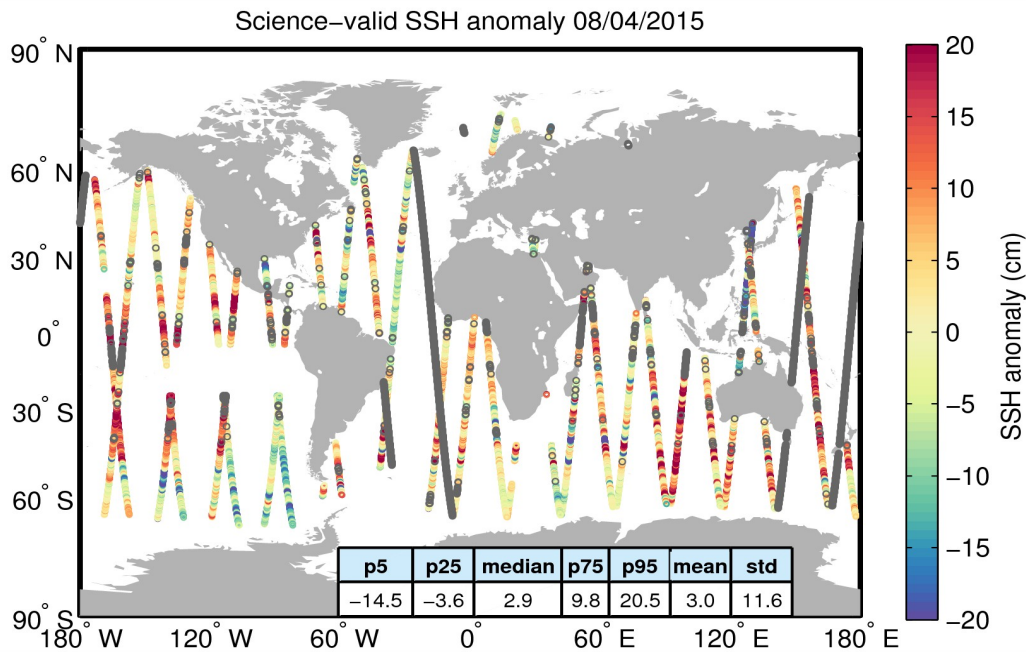 Science−valid SSH anomaly 08/04/2015
90° N
60° N
30° N
0°
30° S
60° S
90° S
180° W
120° W
60° W
0°
60° E
120° E
180° E
p5 p25 median p75 p95 mean std
−14.5 −3.6 2.9 9.8 20.5 3.0 11.6
20
15
10
5
0
−5
−10
−15
−20
SSH anomaly (cm)